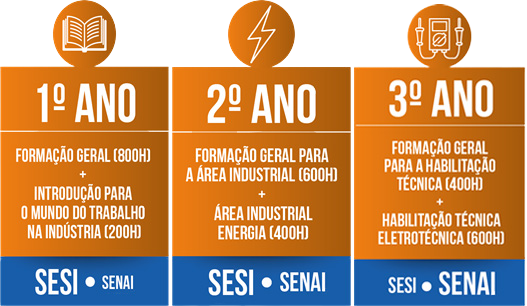 1º ANO
FORMAÇÃO GERAL (800H)
+
INTRODUÇÃO PARA
O MUNDO DO TRABALHO
NA INDÚSTRIA (200H)
SESI • SENAI
2º ANO
FORMAÇÃO GERAL PARA
A ÁREA INDUSTRIAL (600H)
+
ÁREA INDUSTRIAL
ENERGIA (400H)
SESI • SENAI
3º ANO
FORMAÇÃO GERAL
PARA A HABILITAÇÃO
TÉCNICA (400H)
+
HABILITAÇÃO TÉCNICA
ELETROTÉCNICA (600H)
SESI • SENAI